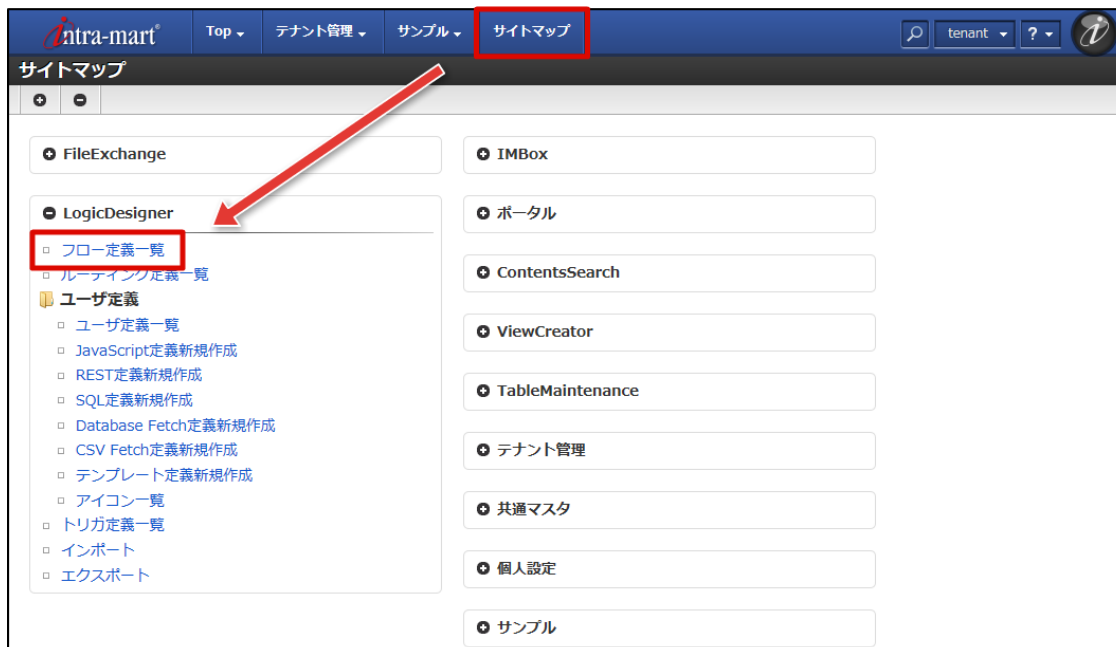 intra-mart® Top テナント管理 サンプル サイトマップ tenant ?
サイトマップ
FileExchange
LogicDesigner
フロー定義一覧
ルーティング定義一覧
ユーザ定義
ユーザ定義一覧
JavaScript定義新規作成
REST定義新規作成
SQL定義新規作成
Database Fetch定義新規作成
CSV Fetch定義新規作成
テンプレート定義新規作成
アイコン一覧
トリガ定義一覧
インポート
エクスポート
IMBox
ポータル
ContentsSearch
ViewCreator
TableMaintenance
テナント管理
共通マスタ
個人設定
サンプル